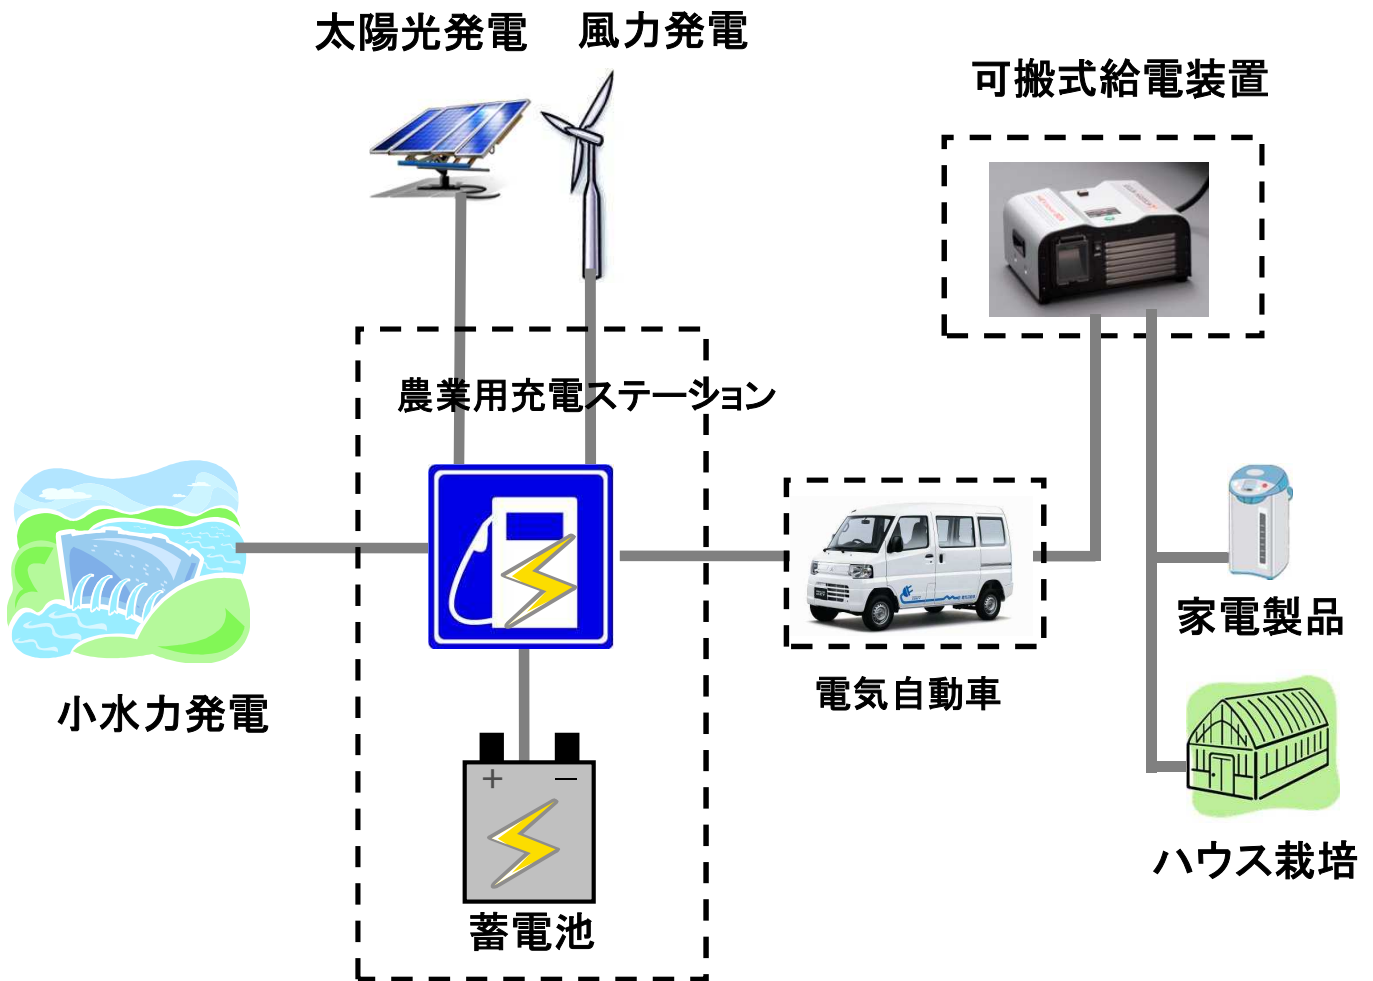 太陽光発電
風力発電
可搬式給電装置
農業用充電ステーション
小水力発電
電気自動車
家電製品
ハウス栽培
+
−
蓄電池